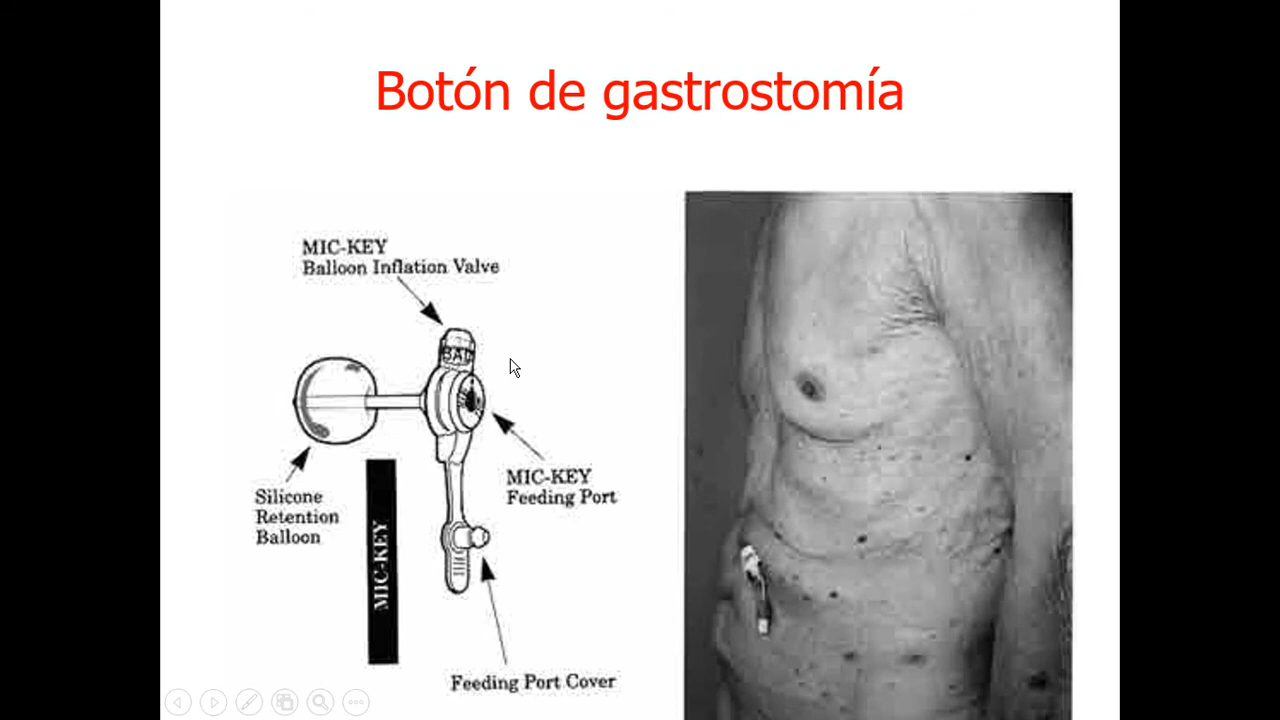 Botón de gastrostomía
MIC-KEY
Balloon Inflation Valve
BAL
MIC-KEY
Feeding Port
Silicone
Retention
Balloon
MIC-KEY
Feeding Port Cover